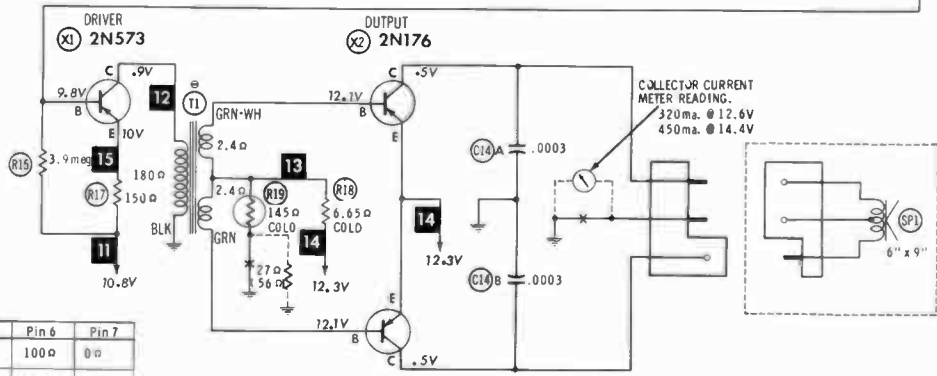 DRIVER
X1 2N573
OUTPUT
X2 2N176
C .9V
9.8V
B
E 10V
12
T1
15
R15
3.9 meg
R17
150Ω
180Ω
BLK
11
10.8V
GRN-WH
2.4Ω
2.4Ω
GRN
13
R19
145Ω
COLD
R18
6.65Ω
COLD
14
12.3V
27Ω
56Ω
12.1V
B
C .5V
E
14
12.3V
E
12.1V
B
C .5V
C14A .0003
C14B .0003
COLLECTOR CURRENT
METER READING.
320ma. @ 12.6V
450ma. @ 14.4V
SP1
6" x 9"
Pin 6 Pin 7
100Ω 0Ω